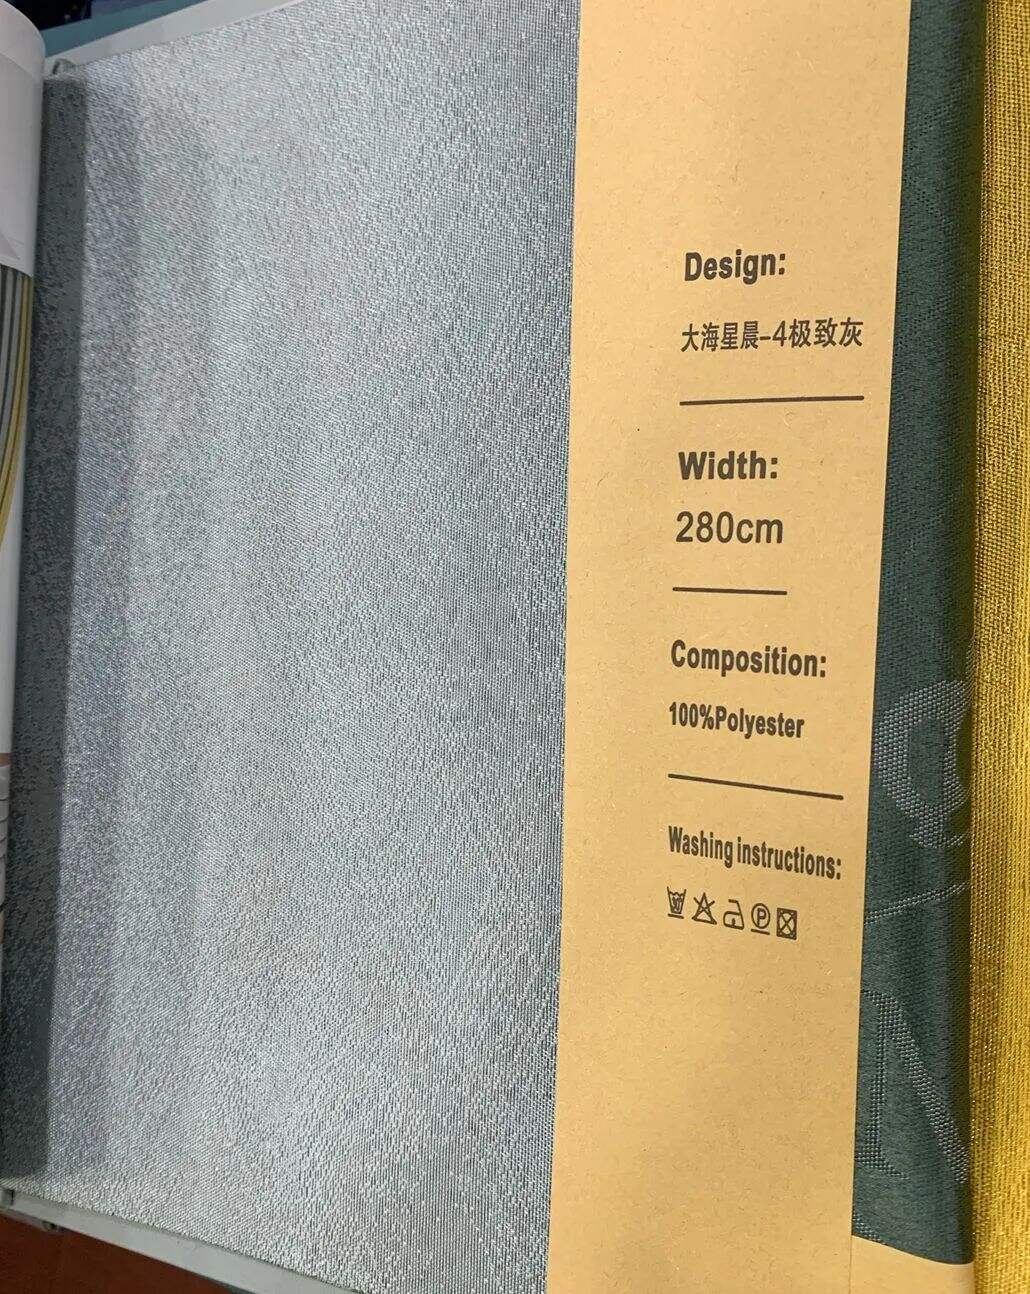 Design:
大海星晨-4极致灰
Width:
280cm
Composition:
100%Polyester
Washing instructions:
P